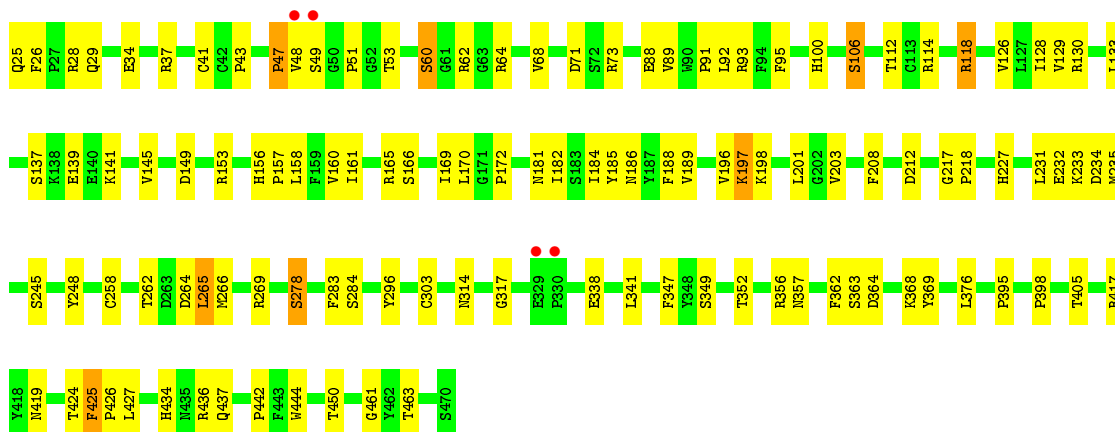 Q25 F26 P27 R28 Q29 E34 R37 C41 C42 P43 P47 V48 S49 G50 P51 G52 T53 S60 G61 R62 G63 R64 V68 D71 S72 R73 E88 V89 W90 P91 L92 R93 F94 F95 H100 S106 T112 C113 R114 R118 V126 L127 I128 V129 R130 L133
S137 K138 E139 E140 K141 V145 D149 R153 H156 P157 L158 F159 V160 I161 R165 S166 I169 L170 G171 P172 N181 I182 S183 I184 Y185 N186 Y187 F188 V189 V196 K197 K198 L201 G202 V203 F208 D212 G217 P218 H227 L231 E232 K233 D234 M235
S245 Y248 C258 T262 D263 D264 L265 M266 R269 S278 F283 S284 Y296 C303 N314 G317 E329 P330 E338 L341 F347 Y348 S349 T352 R356 N357 F362 S363 D364 K368 Y369 L376 P395 P398 T405
Y418 N419 T424 F425 P426 L427 H434 N435 R436 Q437 P442 F443 W444 T450 G461 Y462 T463 S470